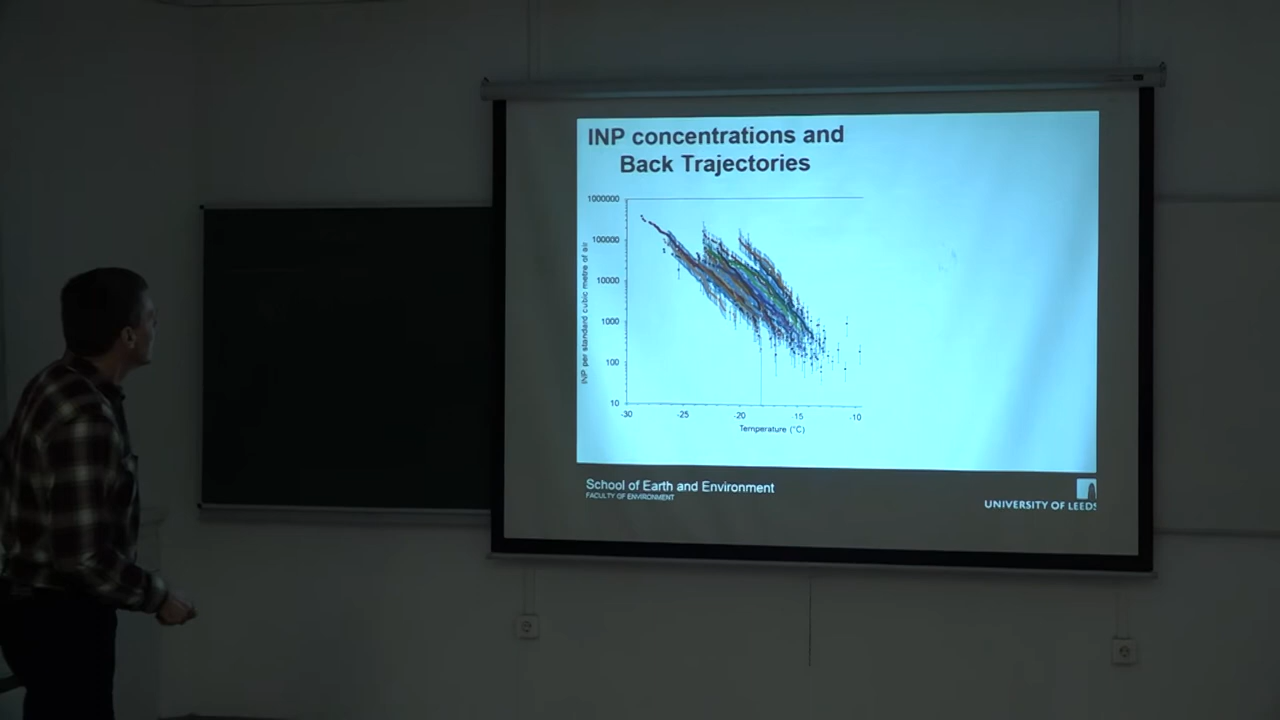 INP concentrations and
Back Trajectories
1000000
100000
10000
1000
100
10
INP per standard cubic metre of air
-30
-25
-20
-15
-10
Temperature (°C)
School of Earth and Environment
FACULTY OF ENVIRONMENT
UNIVERSITY OF LEEDS